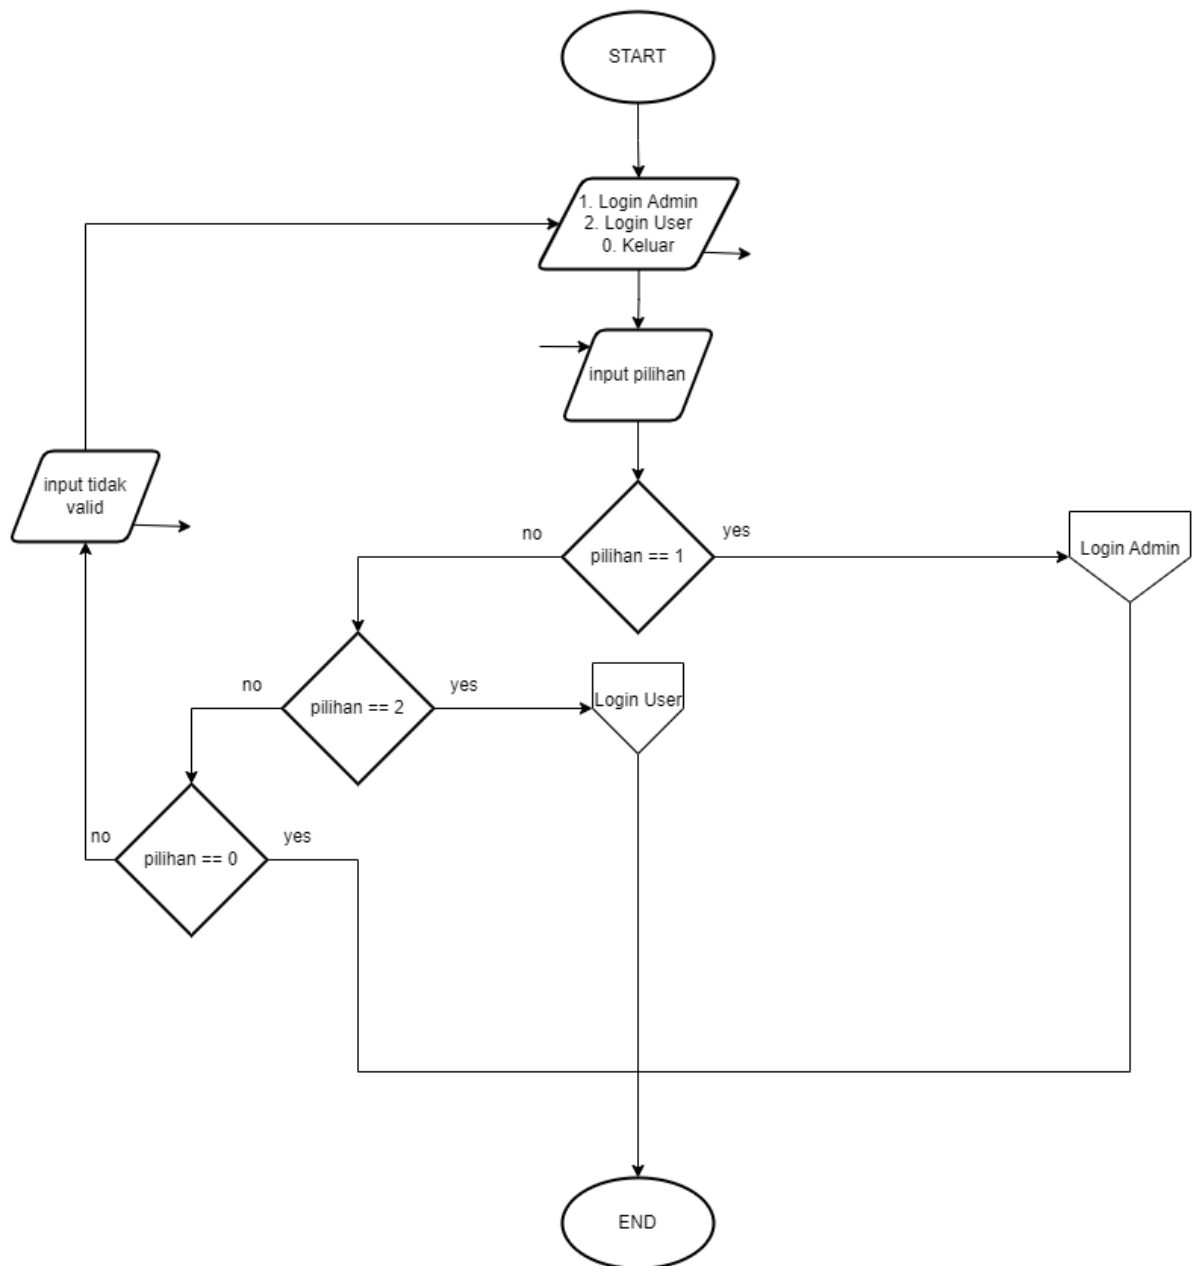 START
1. Login Admin
2. Login User
0. Keluar
input pilihan
input tidak
valid
no
pilihan == 1
yes
Login Admin
no
pilihan == 2
yes
Login User
no
pilihan == 0
yes
END